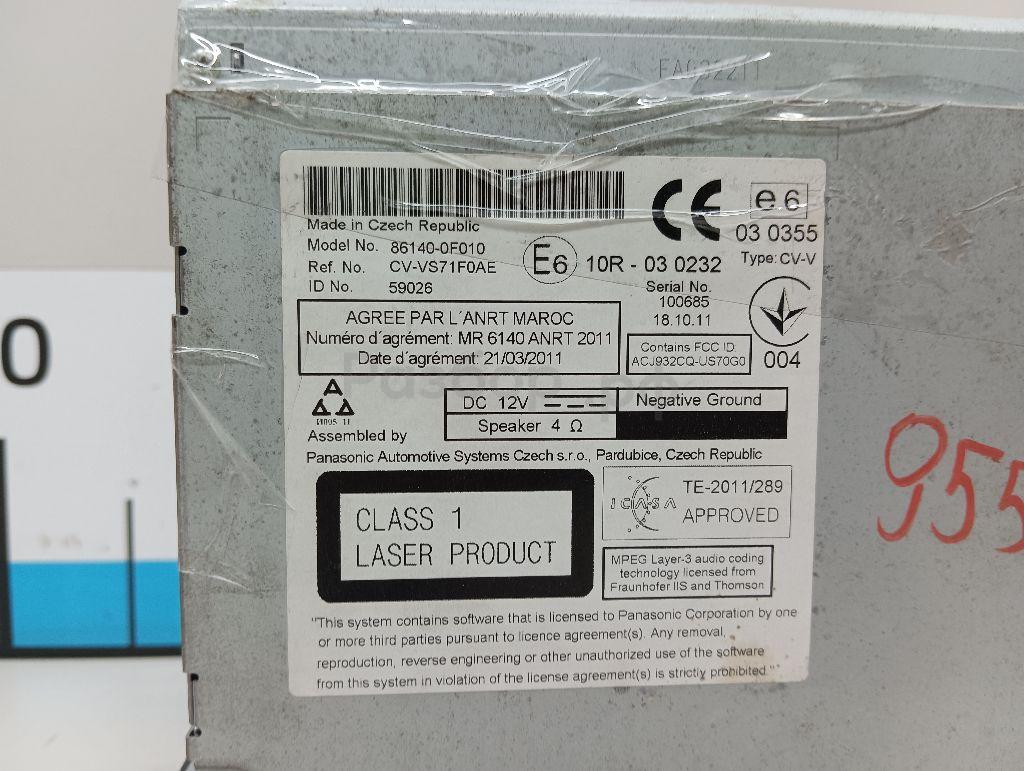 Made in Czech Republic
Model No. 86140-0F010
Ref. No. CV-VS71F0AE
ID No. 59026
CE
e 6
03 0355
Type: CV-V
E6 10R - 03 0232
Serial No.
100685
18.10.11
004
AGREE PAR L´ANRT MAROC
Numéro d´agrément: MR 6140 ANRT 2011
Date d´agrément: 21/03/2011
Contains FCC ID
ACJ932CQ-US70G0
DC 12V
Negative Ground
Speaker 4 Ω
Assembled by
Panasonic Automotive Systems Czech s.r.o., Pardubice, Czech Republic
CLASS 1
LASER PRODUCT
ICASA
TE-2011/289
APPROVED
MPEG Layer-3 audio coding
technology licensed from
Fraunhofer IIS and Thomson
"This system contains software that is licensed to Panasonic Corporation by one
or more third parties pursuant to licence agreement(s). Any removal,
reproduction, reverse engineering or other unauthorized use of the software
from this system in violation of the license agreement(s) is strictly prohibited."
955
0